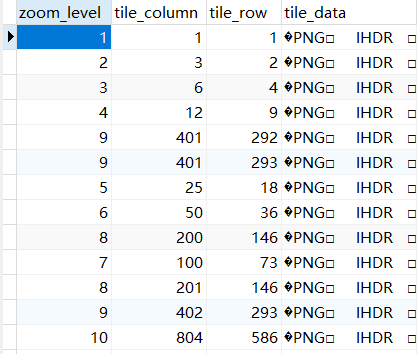 zoom_level tile_column tile_row tile_data
1 1 1 �PNG□ IHDR □
2 3 2 �PNG□ IHDR □
3 6 4 �PNG□ IHDR □
4 12 9 �PNG□ IHDR □
9 401 292 �PNG□ IHDR □
9 401 293 �PNG□ IHDR □
5 25 18 �PNG□ IHDR □
6 50 36 �PNG□ IHDR □
8 200 146 �PNG□ IHDR □
7 100 73 �PNG□ IHDR □
8 201 146 �PNG□ IHDR □
9 402 293 �PNG□ IHDR □
10 804 586 �PNG□ IHDR □